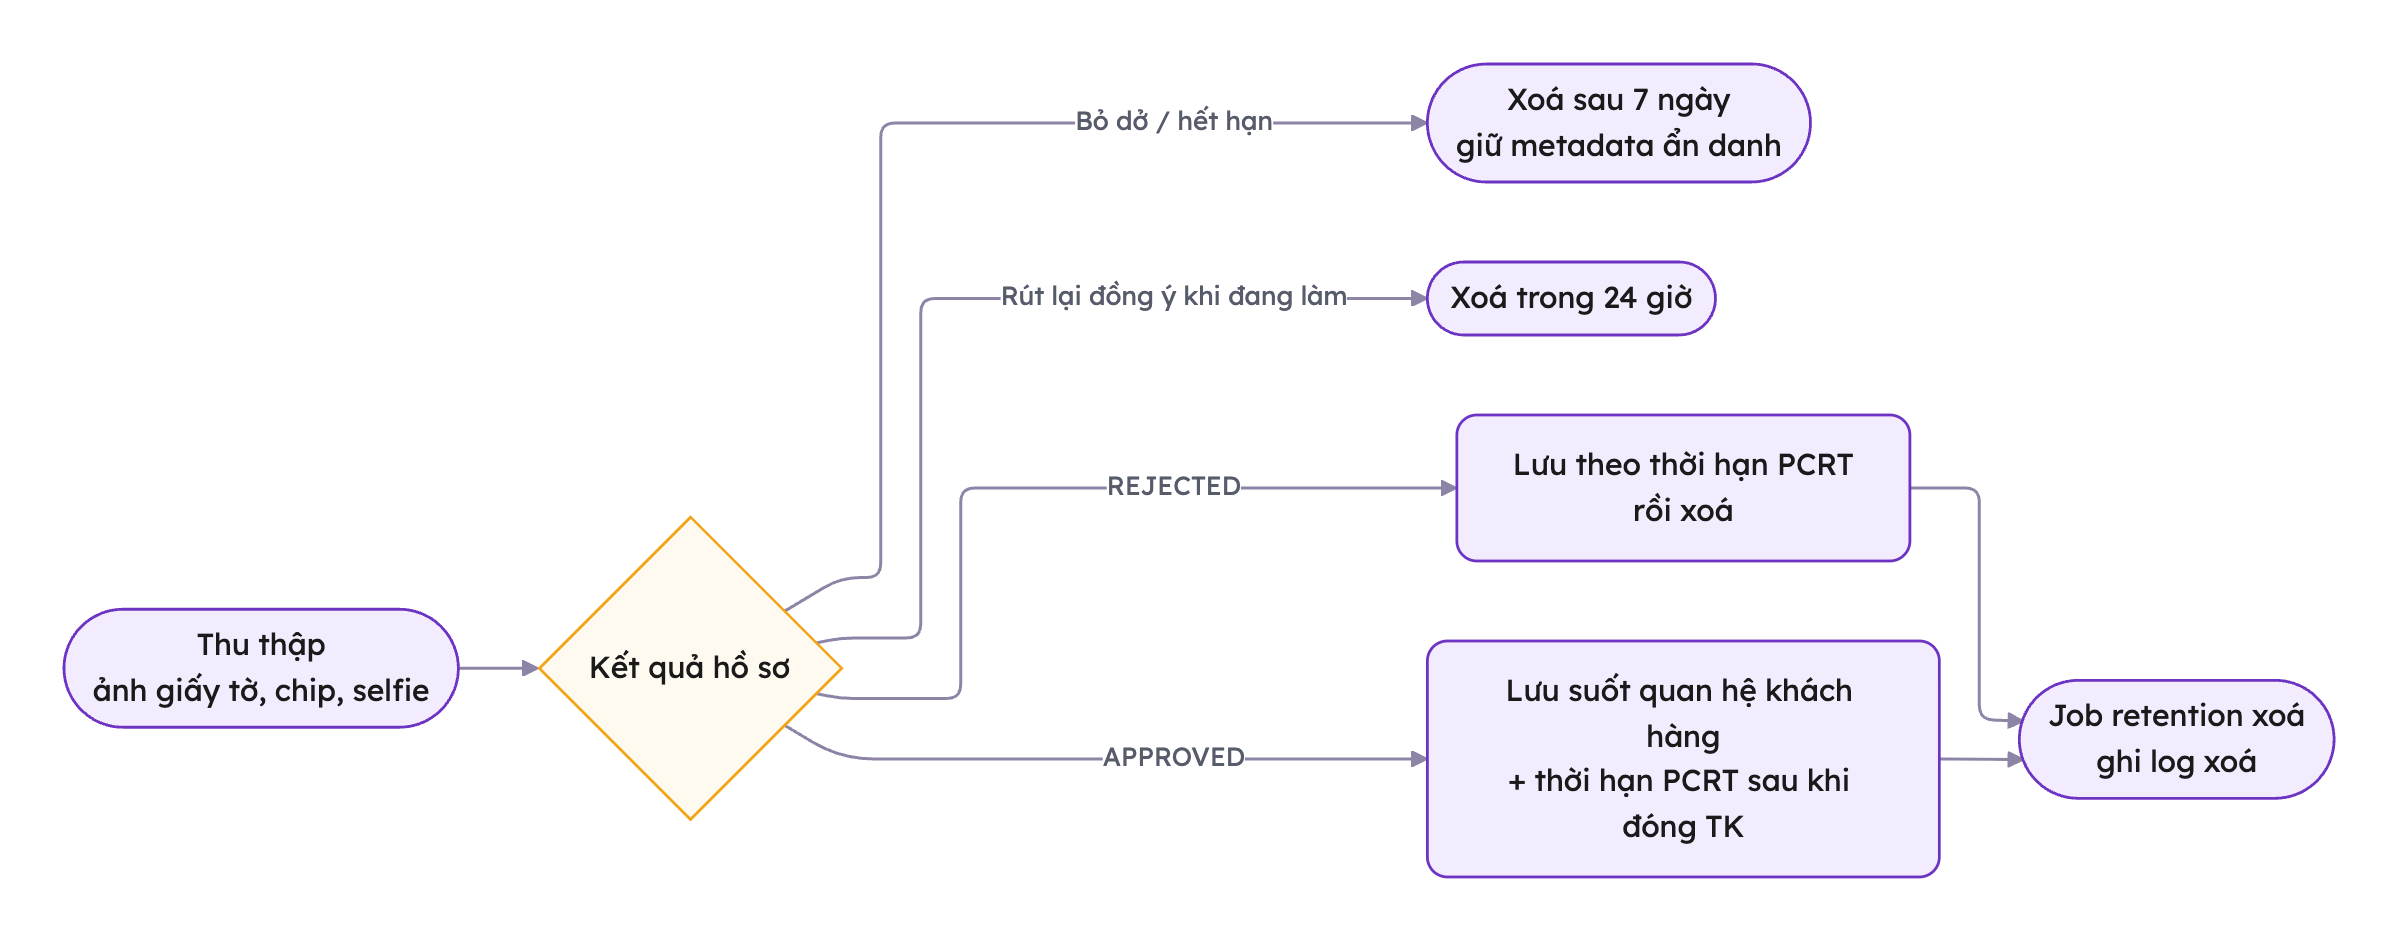 Thu thập
ảnh giấy tờ, chip, selfie
Kết quả hồ sơ
Bỏ dở / hết hạn
Xoá sau 7 ngày
giữ metadata ẩn danh
Rút lại đồng ý khi đang làm
Xoá trong 24 giờ
REJECTED
Lưu theo thời hạn PCRT
rồi xoá
APPROVED
Lưu suốt quan hệ khách
hàng
+ thời hạn PCRT sau khi
đóng TK
Job retention xoá
ghi log xoá